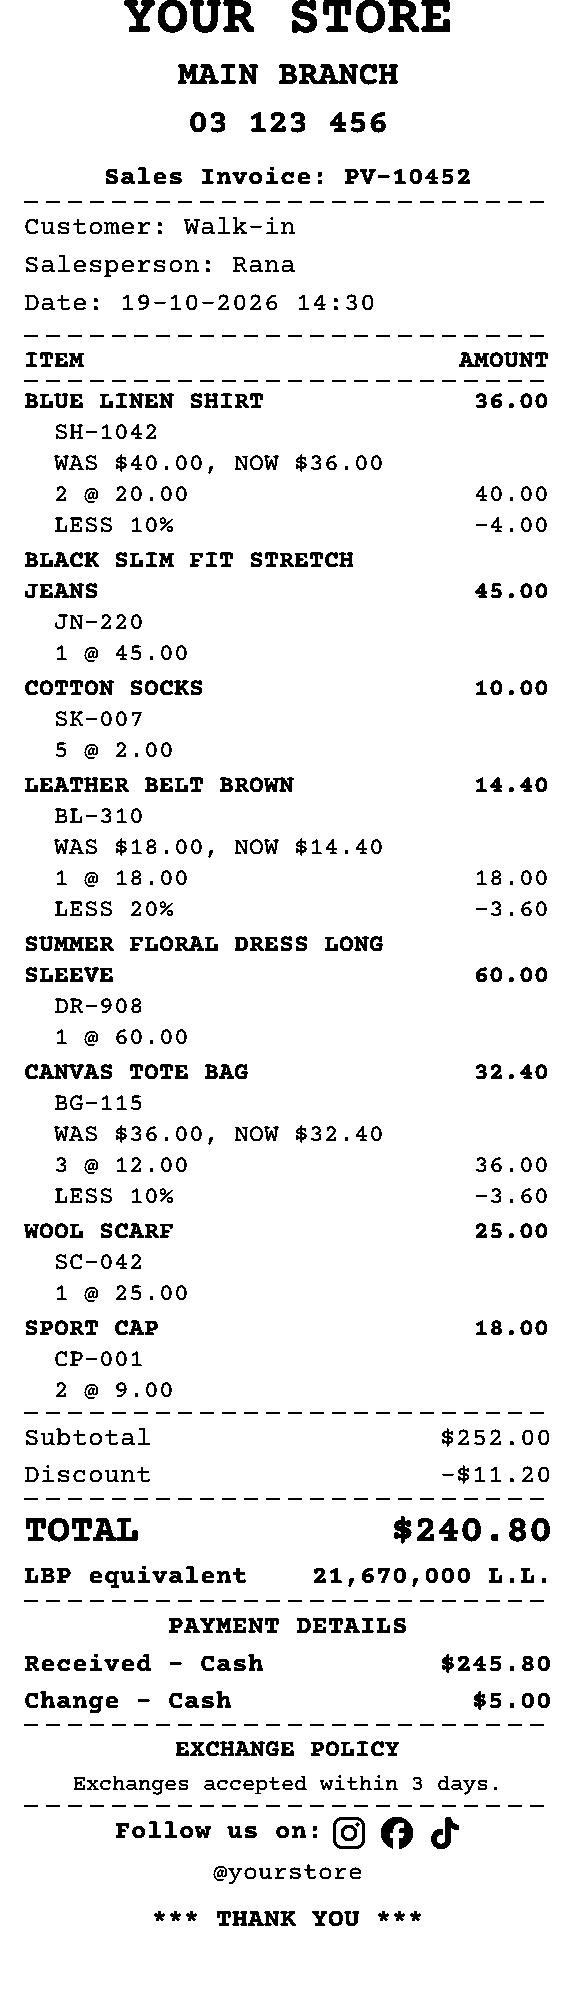 YOUR STORE
MAIN BRANCH
03 123 456
Sales Invoice: PV-10452
Customer: Walk-in
Salesperson: Rana
Date: 19-10-2026 14:30
ITEM AMOUNT
BLUE LINEN SHIRT 36.00
SH-1042
WAS $40.00, NOW $36.00
2 @ 20.00 40.00
LESS 10% -4.00
BLACK SLIM FIT STRETCH
JEANS 45.00
JN-220
1 @ 45.00
COTTON SOCKS 10.00
SK-007
5 @ 2.00
LEATHER BELT BROWN 14.40
BL-310
WAS $18.00, NOW $14.40
1 @ 18.00 18.00
LESS 20% -3.60
SUMMER FLORAL DRESS LONG
SLEEVE 60.00
DR-908
1 @ 60.00
CANVAS TOTE BAG 32.40
BG-115
WAS $36.00, NOW $32.40
3 @ 12.00 36.00
LESS 10% -3.60
WOOL SCARF 25.00
SC-042
1 @ 25.00
SPORT CAP 18.00
CP-001
2 @ 9.00
Subtotal $252.00
Discount -$11.20
TOTAL $240.80
LBP equivalent 21,670,000 L.L.
PAYMENT DETAILS
Received - Cash $245.80
Change - Cash $5.00
EXCHANGE POLICY
Exchanges accepted within 3 days.
Follow us on:
@yourstore
*** THANK YOU ***